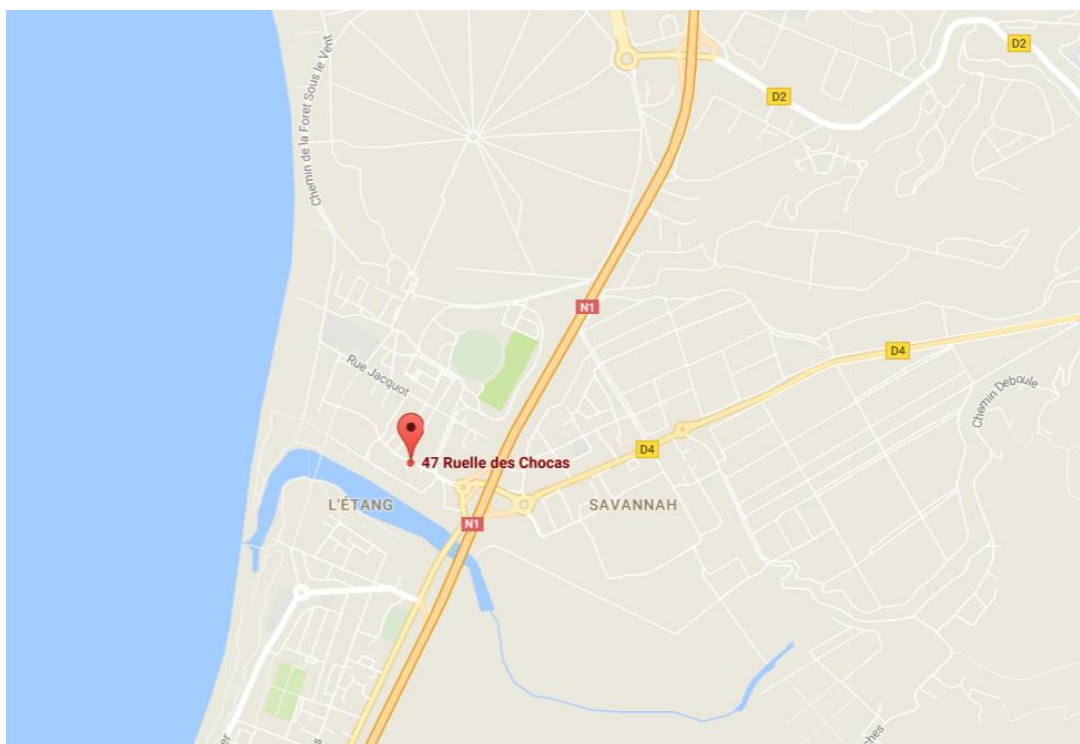 D2
D2
Chemin de la Foret Sous le Vent
N1
D4
Rue Jacquot
Chemin Deboule
47 Ruelle des Chocas
D4
L'ÉTANG
SAVANNAH
N1